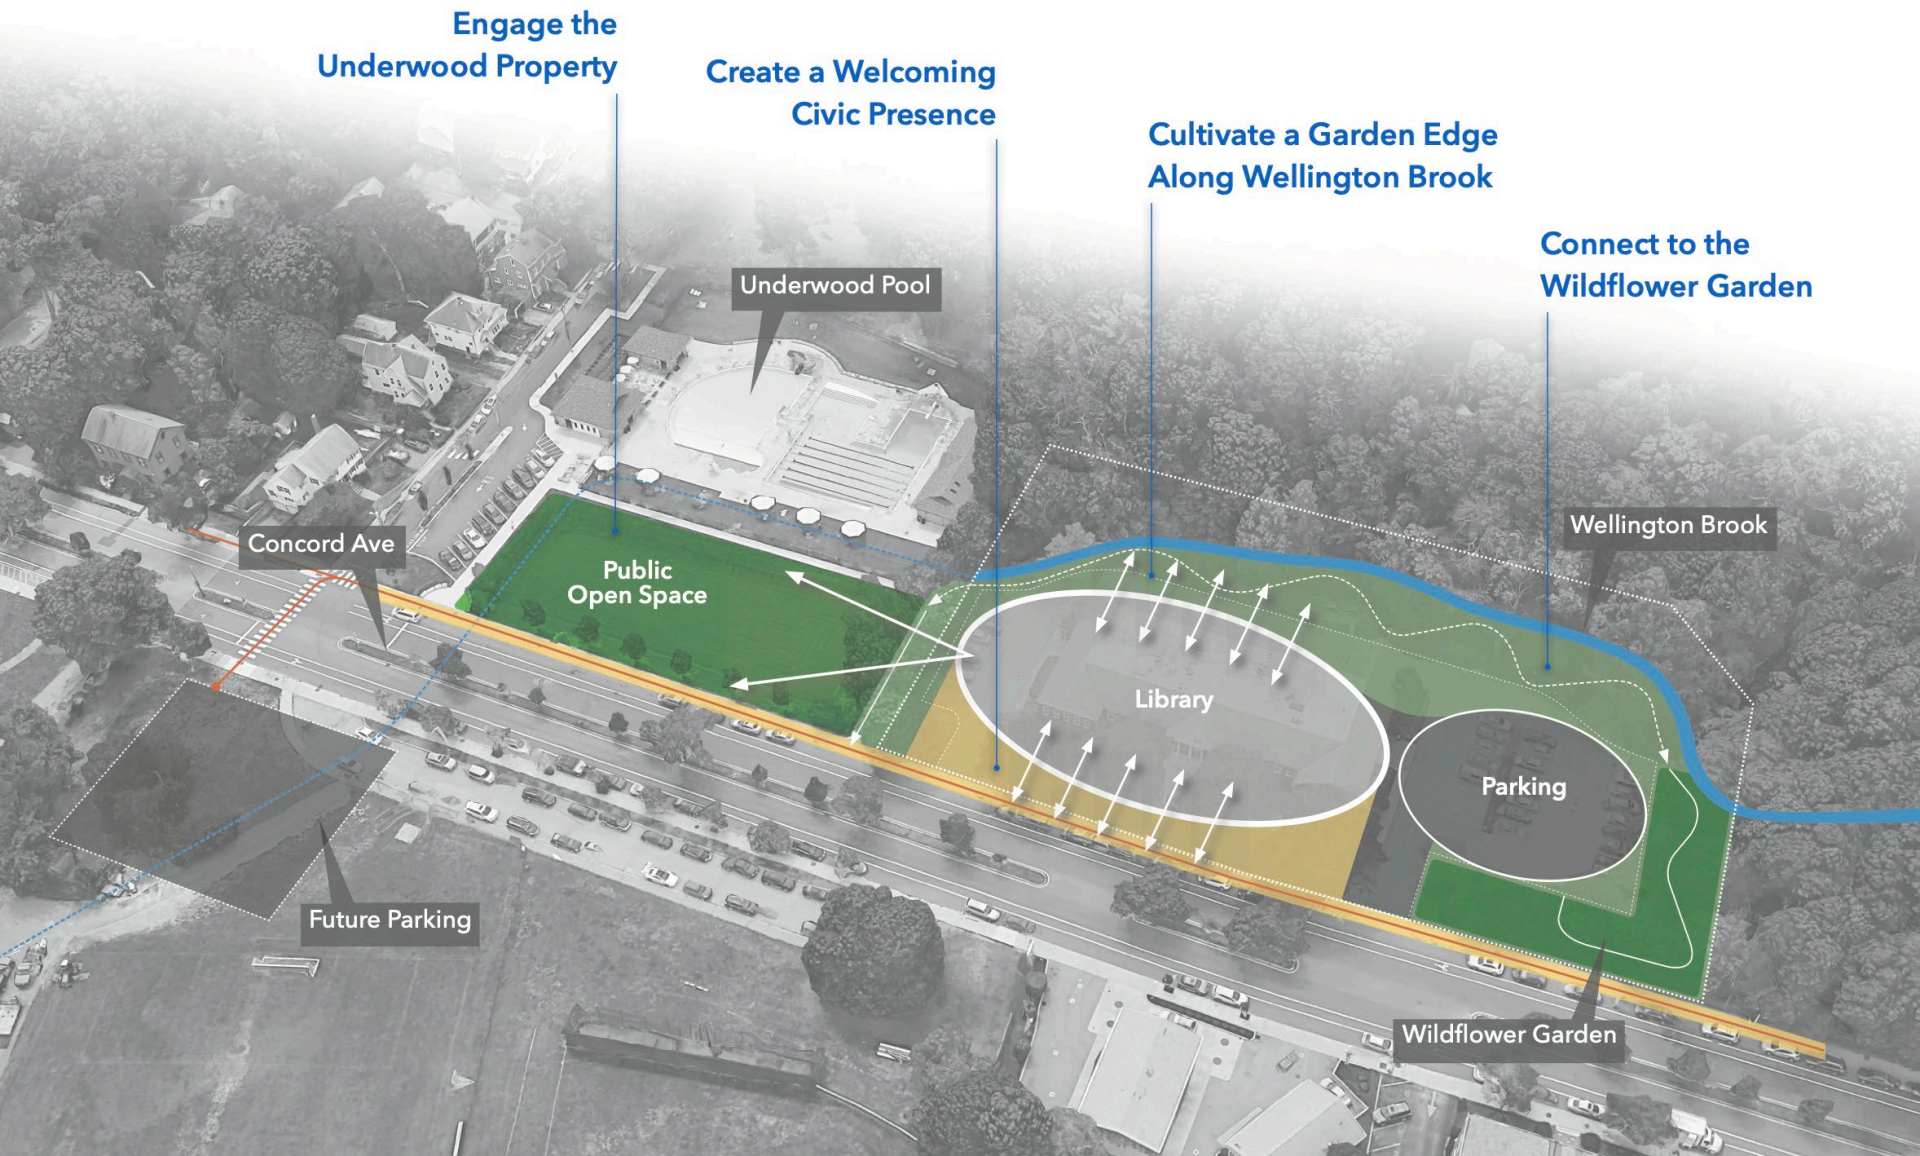 Engage the
Underwood Property
Create a Welcoming
Civic Presence
Cultivate a Garden Edge
Along Wellington Brook
Connect to the
Wildflower Garden
Underwood Pool
Wellington Brook
Concord Ave
Public
Open Space
Library
Parking
Future Parking
Wildflower Garden